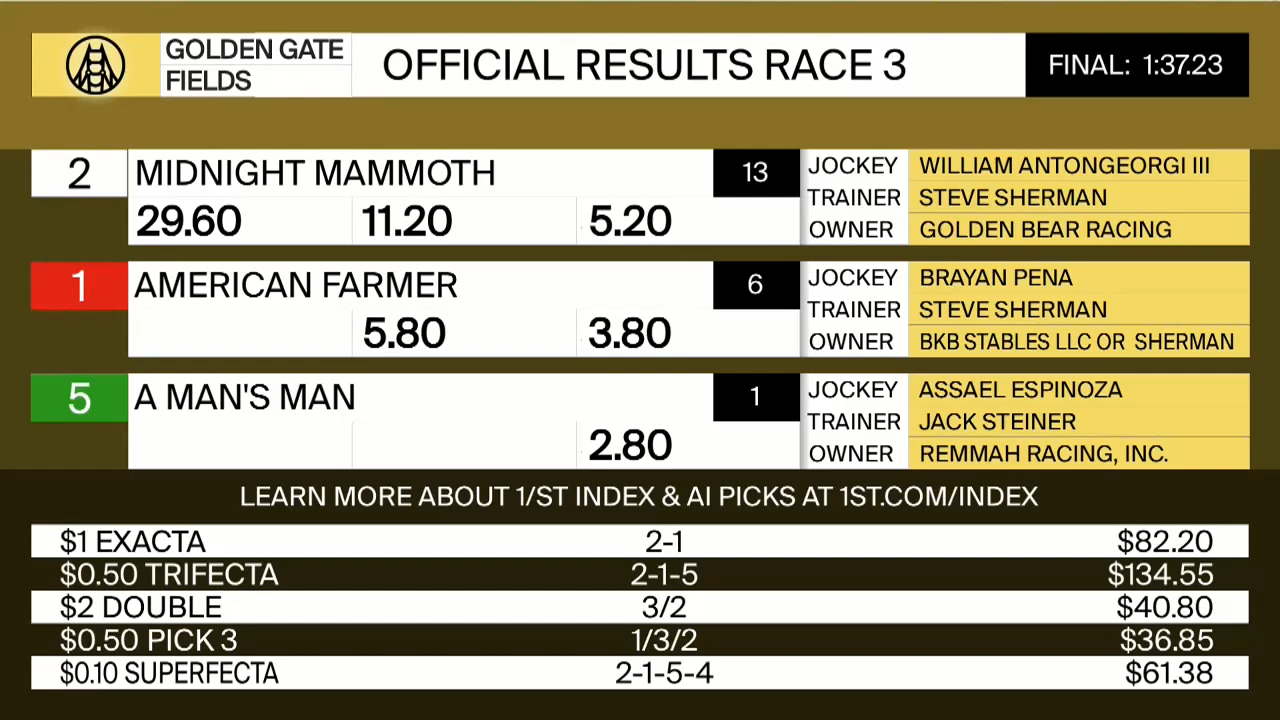 GOLDEN GATE
FIELDS
OFFICIAL RESULTS RACE 3
FINAL: 1:37.23
2
MIDNIGHT MAMMOTH
13
29.60
11.20
5.20
JOCKEY
WILLIAM ANTONGEORGI III
TRAINER
STEVE SHERMAN
OWNER
GOLDEN BEAR RACING
1
AMERICAN FARMER
6
5.80
3.80
JOCKEY
BRAYAN PENA
TRAINER
STEVE SHERMAN
OWNER
BKB STABLES LLC OR SHERMAN
5
A MAN'S MAN
1
2.80
JOCKEY
ASSAEL ESPINOZA
TRAINER
JACK STEINER
OWNER
REMMAH RACING, INC.
LEARN MORE ABOUT 1/ST INDEX & AI PICKS AT 1ST.COM/INDEX
$1 EXACTA 2-1 $82.20
$0.50 TRIFECTA 2-1-5 $134.55
$2 DOUBLE 3/2 $40.80
$0.50 PICK 3 1/3/2 $36.85
$0.10 SUPERFECTA 2-1-5-4 $61.38